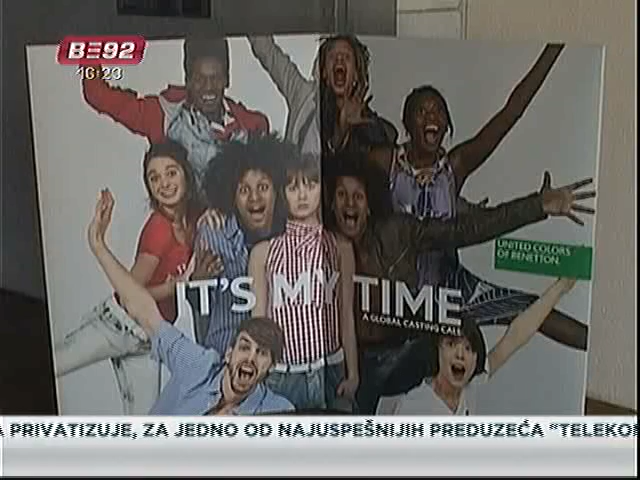 B92
16:23
UNITED COLORS
OF BENETTON.
IT'S MY TIME
A GLOBAL CASTING CALL
A PRIVATIZUJE, ZA JEDNO OD NAJUSPEŠNIJIH PREDUZEĆA "TELEKO